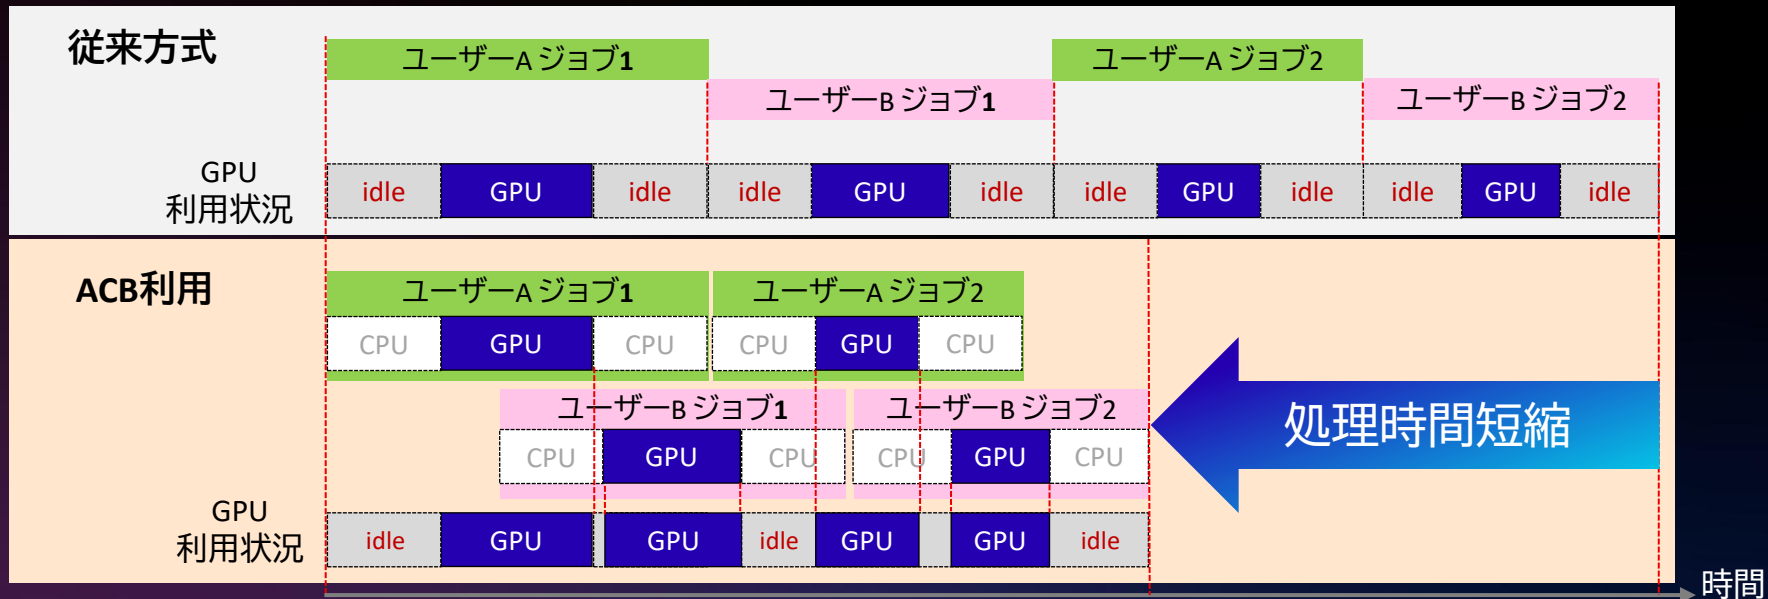 従来方式
ユーザーA ジョブ1
ユーザーA ジョブ2
ユーザーB ジョブ1
ユーザーB ジョブ2
GPU
利用状況
idle GPU idle idle GPU idle idle GPU idle idle GPU idle
ACB利用
ユーザーA ジョブ1
ユーザーA ジョブ2
CPU GPU CPU CPU GPU CPU
ユーザーB ジョブ1
ユーザーB ジョブ2
CPU GPU CPU CPU GPU CPU
処理時間短縮
GPU
利用状況
idle GPU GPU idle GPU GPU idle
時間